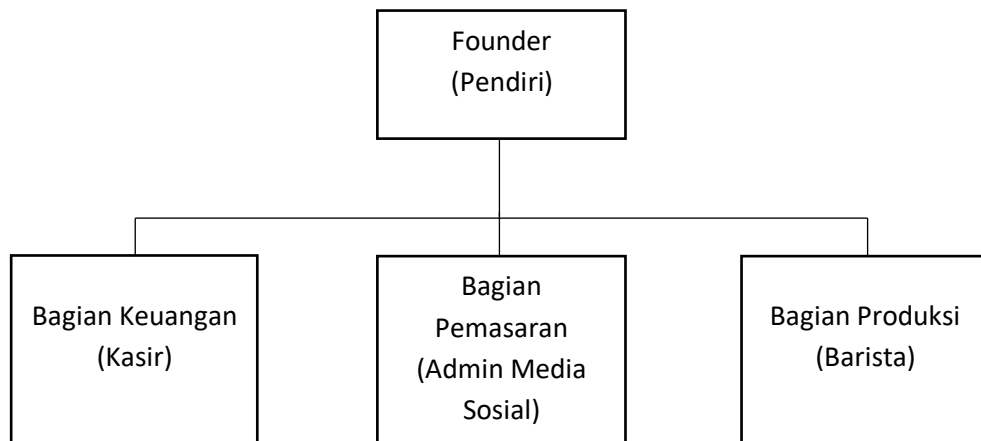 Founder
(Pendiri)
Bagian Keuangan
(Kasir)
Bagian
Pemasaran
(Admin Media
Sosial)
Bagian Produksi
(Barista)